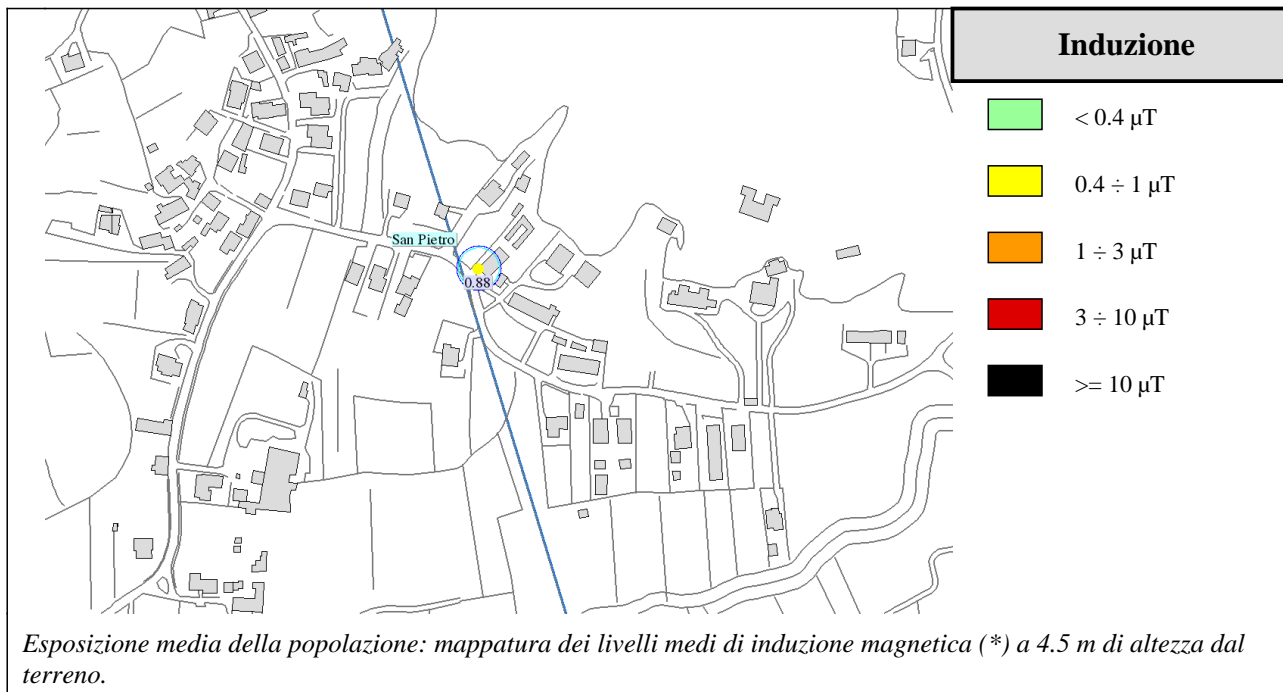 Induzione
< 0.4 µT
0.4 ÷ 1 µT
1 ÷ 3 µT
3 ÷ 10 µT
>= 10 µT
San Pietro
0.88
Esposizione media della popolazione: mappatura dei livelli medi di induzione magnetica (*) a 4.5 m di altezza dal
terreno.